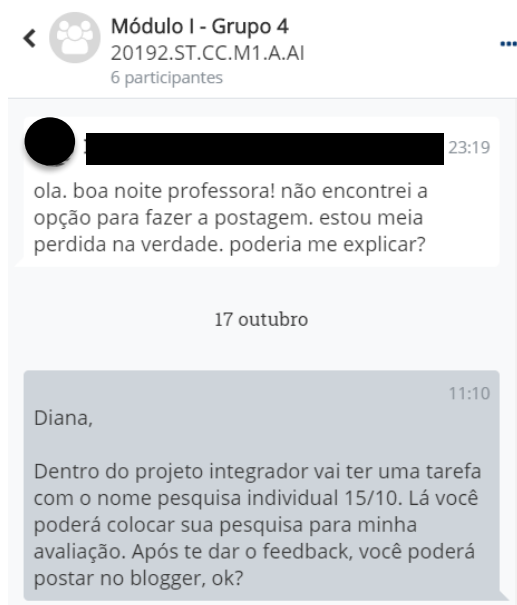 Módulo I - Grupo 4
20192.ST.CC.M1.A.AI
6 participantes
23:19
ola. boa noite professora! não encontrei a
opção para fazer a postagem. estou meia
perdida na verdade. poderia me explicar?
17 outubro
11:10
Diana,
Dentro do projeto integrador vai ter uma tarefa
com o nome pesquisa individual 15/10. Lá você
poderá colocar sua pesquisa para minha
avaliação. Após te dar o feedback, você poderá
postar no blogger, ok?